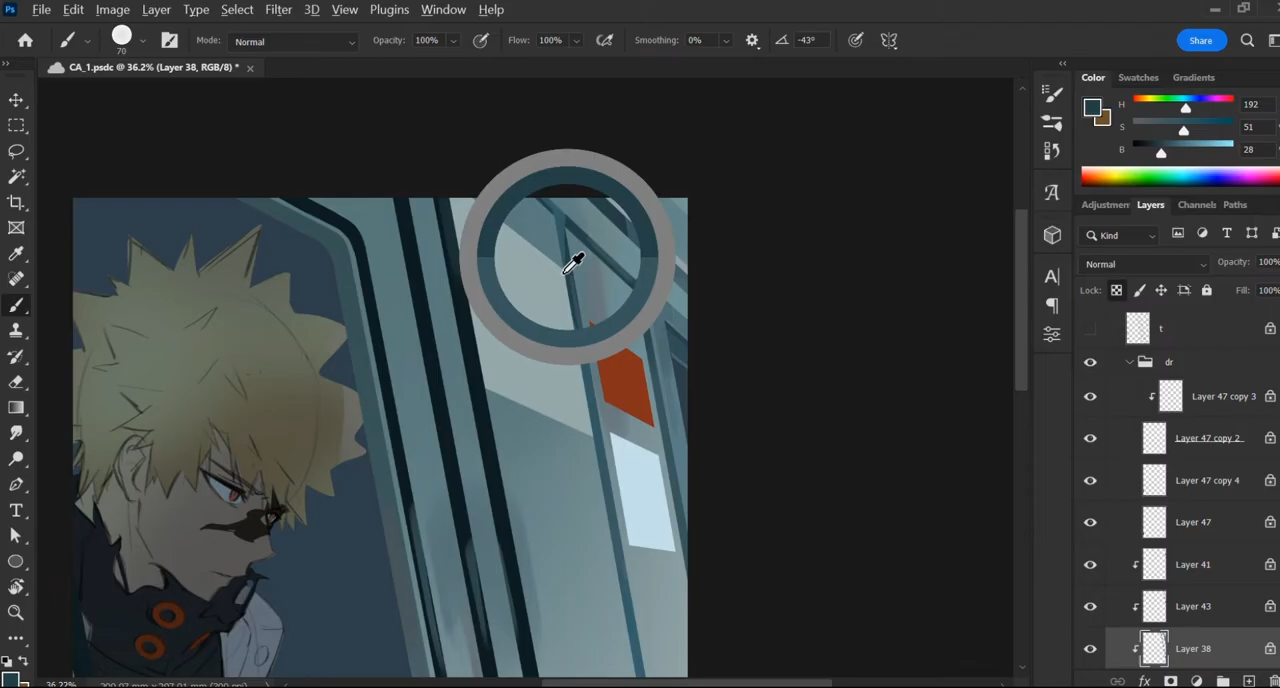 Ps File Edit Image Layer Type Select Filter 3D View Plugins Window Help
70 Mode: Normal Opacity: 100% Flow: 100% Smoothing: 0% -43° Share
CA_1.psdc @ 36.2% (Layer 38, RGB/8) *
Color Swatches Gradients
H 192
S 51
B 28
Layers Channels Paths
Kind
Normal Opacity: 100%
Lock: Fill: 100%
t
dr
Layer 47 copy 3
Layer 47 copy 2
Layer 47 copy 4
Layer 47
Layer 41
Layer 43
Layer 38
36.22%